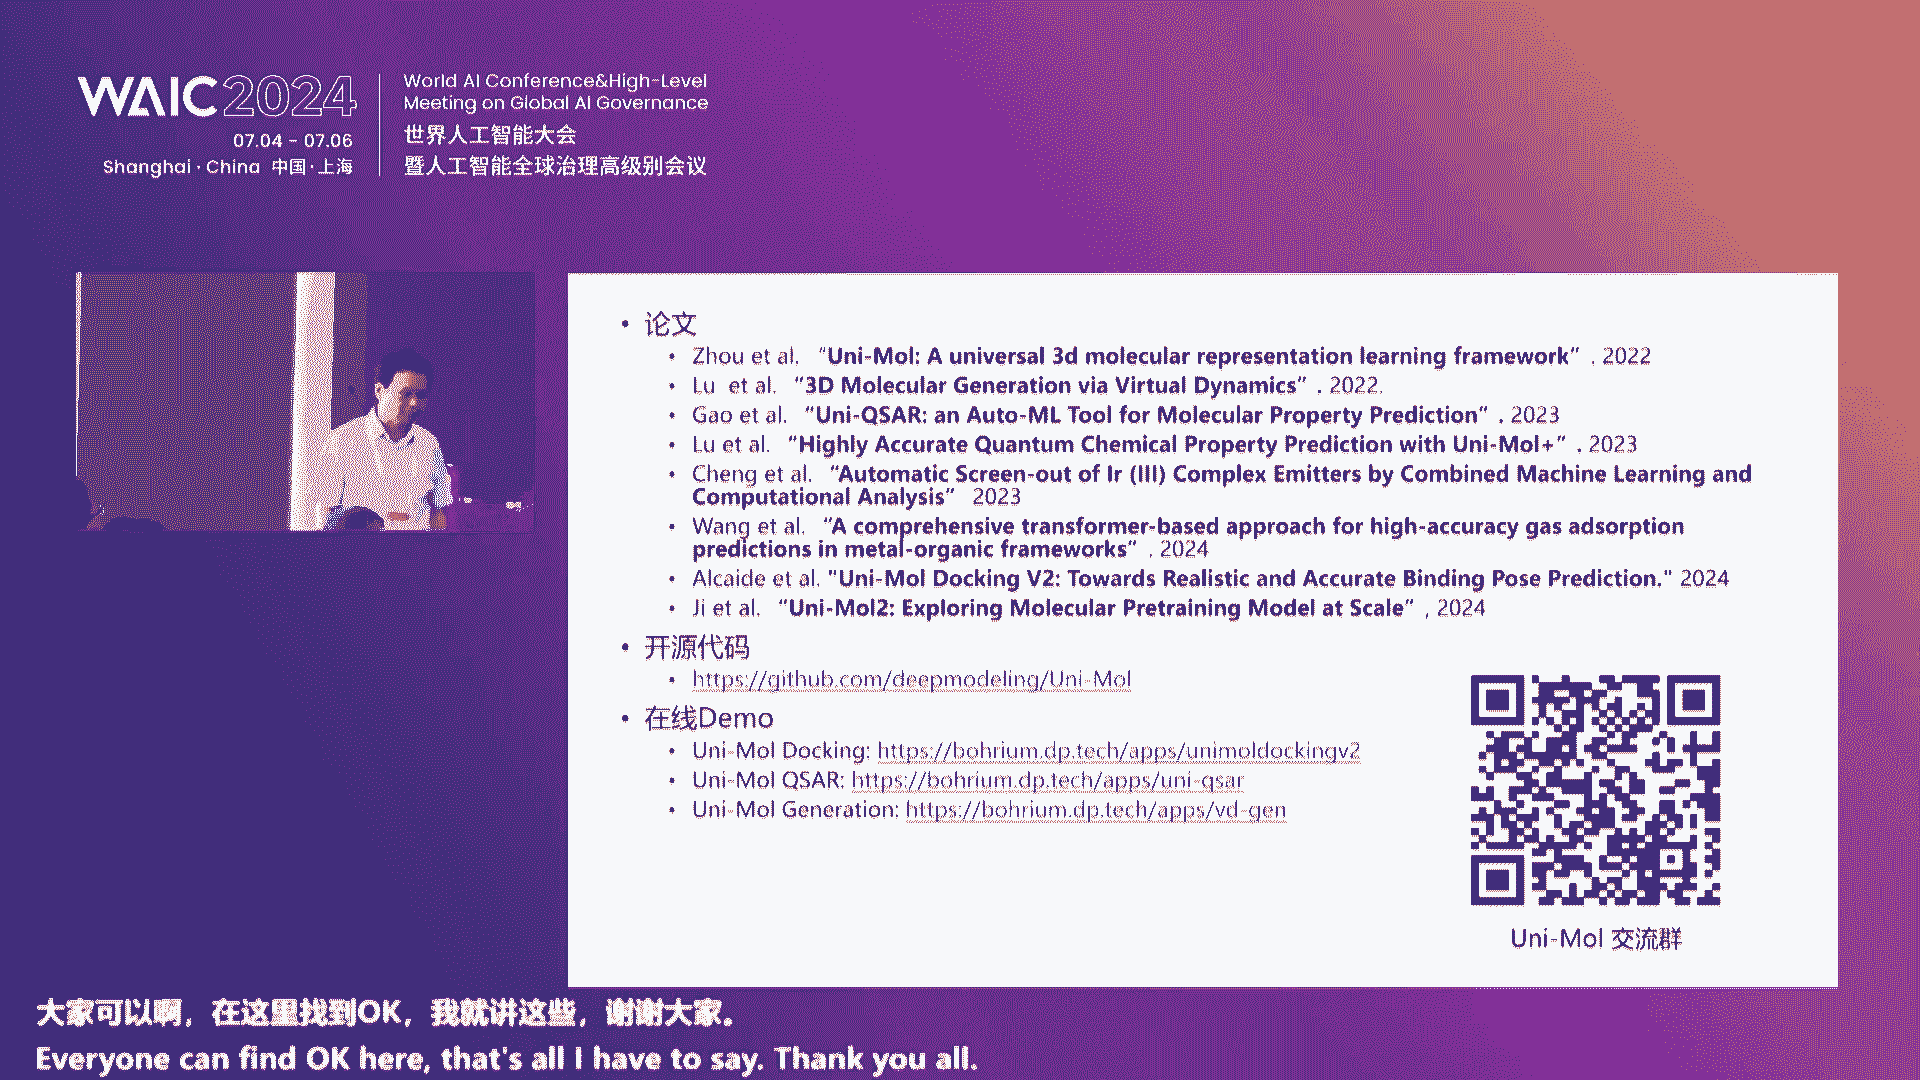 WAIC 2024
07.04 - 07.06
Shanghai · China 中国·上海
World AI Conference&High-Level
Meeting on Global AI Governance
世界人工智能大会
暨人工智能全球治理高级别会议
• 论文
• Zhou et al. “Uni-Mol: A universal 3d molecular representation learning framework” . 2022
• Lu et al. “3D Molecular Generation via Virtual Dynamics” . 2022.
• Gao et al. “Uni-QSAR: an Auto-ML Tool for Molecular Property Prediction” . 2023
• Lu et al. “Highly Accurate Quantum Chemical Property Prediction with Uni-Mol+” . 2023
• Cheng et al. “Automatic Screen-out of Ir (III) Complex Emitters by Combined Machine Learning and
Computational Analysis” 2023
• Wang et al. “A comprehensive transformer-based approach for high-accuracy gas adsorption
predictions in metal-organic frameworks” , 2024
• Alcaide et al. "Uni-Mol Docking V2: Towards Realistic and Accurate Binding Pose Prediction." 2024
• Ji et al. “Uni-Mol2: Exploring Molecular Pretraining Model at Scale” , 2024
• 开源代码
• https://github.com/deepmodeling/Uni-Mol
• 在线Demo
• Uni-Mol Docking: https://bohrium.dp.tech/apps/unimoldockingv2
• Uni-Mol QSAR: https://bohrium.dp.tech/apps/uni-qsar
• Uni-Mol Generation: https://bohrium.dp.tech/apps/vd-gen
Uni-Mol 交流群
大家可以啊，在这里找到OK，我就讲这些，谢谢大家。
Everyone can find OK here, that's all I have to say. Thank you all.